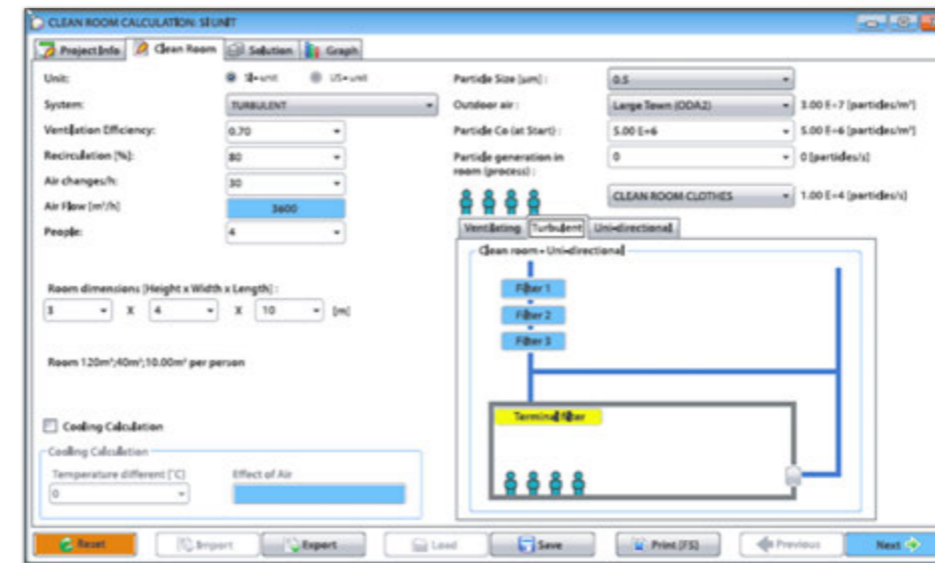 CLEAN ROOM CALCULATION: SI UNIT
Project Info Clean Room Solution Graph
Unit: SI-unit US-unit
System: TURBULENT
Ventilation Efficiency: 0.70
Recirculation [%]: 80
Air changes/h: 30
Air Flow [m³/h] 3600
People: 4
Room dimensions [Height x Width x Length] :
3 X 4 X 10 [m]
Room 120m³;40m²;10.00m² per person
Cooling Calculation
Cooling Calculation
Temperature different [°C] Effect of Air
0
Particle Size [µm] : 0.5
Outdoor air : Large Town (ODA2) 3.00 E+7 [particles/m³]
Particle Co (at Start) : 5.00 E+6 5.00 E+6 [particles/m³]
Particle generation in room (process) : 0 0 [particles/s]
CLEAN ROOM CLOTHES 1.00 E+4 [particles/s]
Ventilating Turbulent Uni-directional
Clean room - Uni-directional
Filter 1
Filter 2
Filter 3
Terminal filter
Reset Import Export Load Save Print [F5] Previous Next